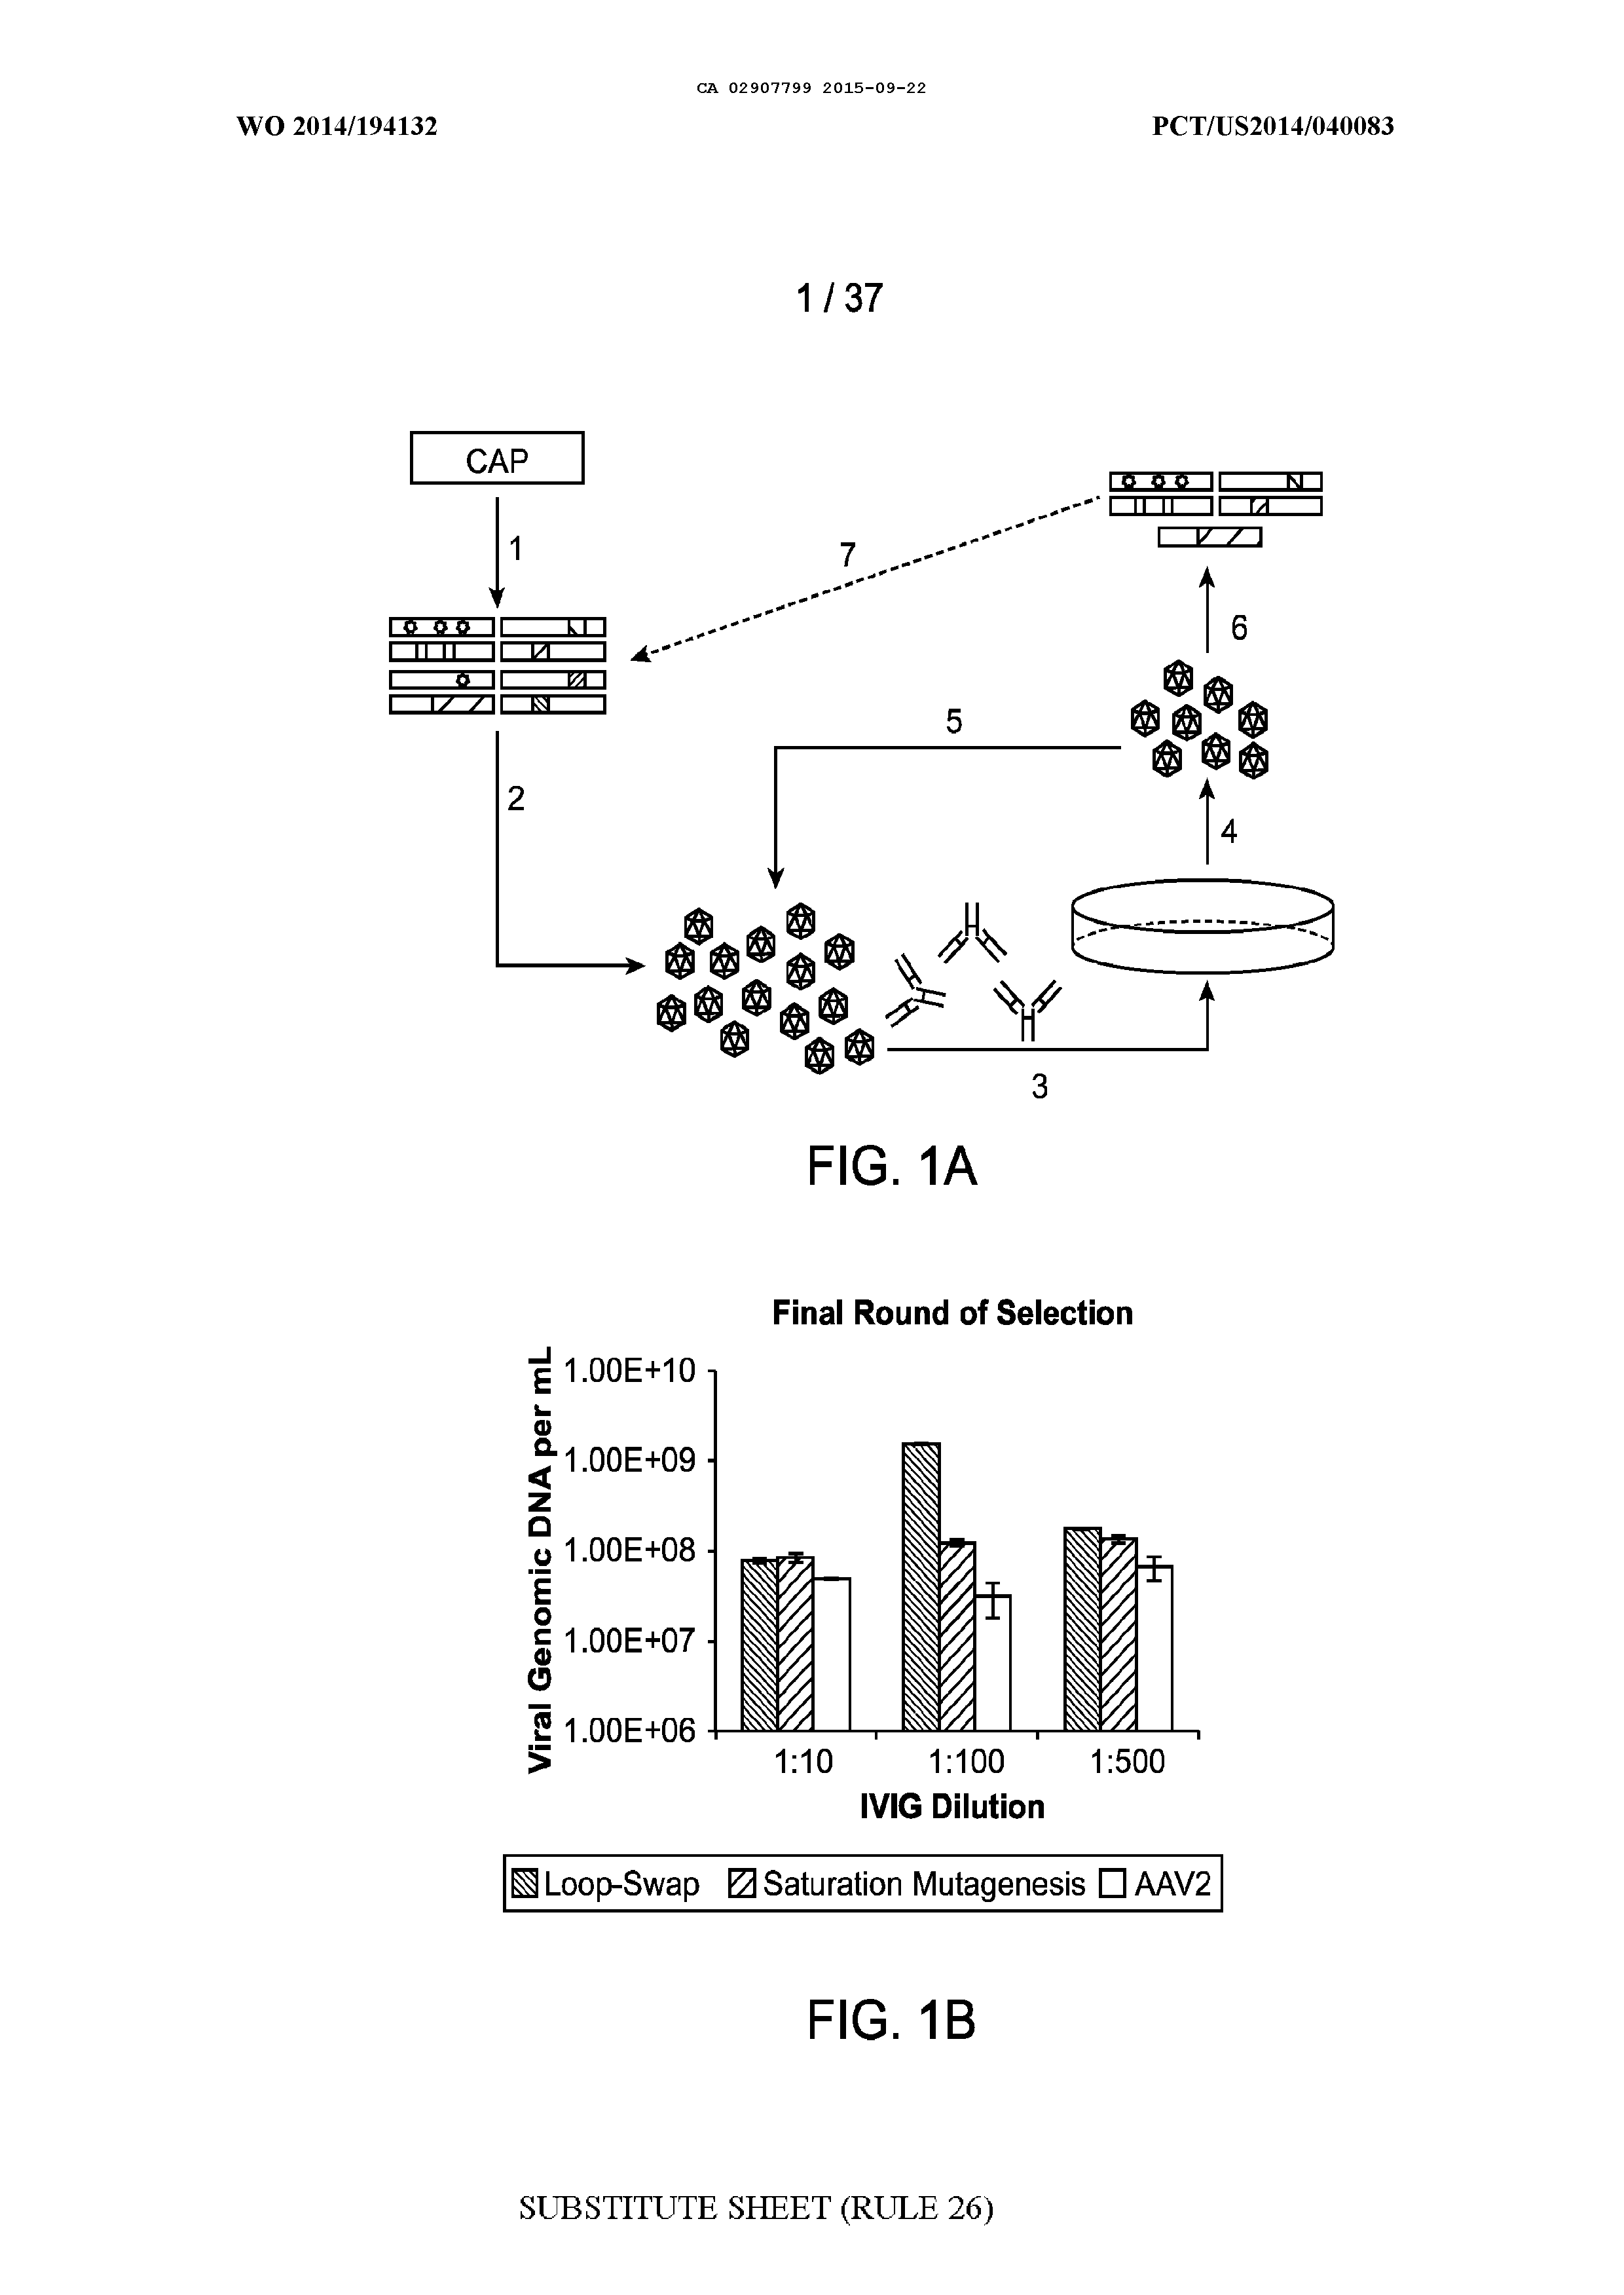 CA 02907799 2015-09-22
WO 2014/194132
PCT/US2014/040083
1 / 37
CAP
1
7
6
5
2
4
3
FIG. 1A
Final Round of Selection
Viral Genomic DNA per mL
1.00E+10
1.00E+09
1.00E+08
1.00E+07
1.00E+06
1:10
1:100
1:500
IVIG Dilution
Loop-Swap
Saturation Mutagenesis
AAV2
FIG. 1B
SUBSTITUTE SHEET (RULE 26)